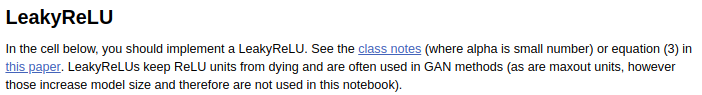 LeakyReLU
In the cell below, you should implement a LeakyReLU. See the class notes (where alpha is small number) or equation (3) in
this paper. LeakyReLUs keep ReLU units from dying and are often used in GAN methods (as are maxout units, however
those increase model size and therefore are not used in this notebook).